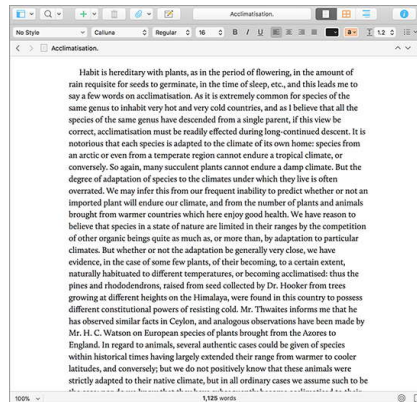 Acclimatisation.
No Style Calluna Regular 16 B I U a 1.2
Acclimatisation.
Habit is hereditary with plants, as in the period of flowering, in the amount of
rain requisite for seeds to germinate, in the time of sleep, etc., and this leads me to
say a few words on acclimatisation. As it is extremely common for species of the
same genus to inhabit very hot and very cold countries, and as I believe that all the
species of the same genus have descended from a single parent, if this view be
correct, acclimatisation must be readily effected during long-continued descent. It is
notorious that each species is adapted to the climate of its own home: species from
an arctic or even from a temperate region cannot endure a tropical climate, or
conversely. So again, many succulent plants cannot endure a damp climate. But the
degree of adaptation of species to the climates under which they live is often
overrated. We may infer this from our frequent inability to predict whether or not an
imported plant will endure our climate, and from the number of plants and animals
brought from warmer countries which here enjoy good health. We have reason to
believe that species in a state of nature are limited in their ranges by the competition
of other organic beings quite as much as, or more than, by adaptation to particular
climates. But whether or not the adaptation be generally very close, we have
evidence, in the case of some few plants, of their becoming, to a certain extent,
naturally habituated to different temperatures, or becoming acclimatised: thus the
pines and rhododendrons, raised from seed collected by Dr. Hooker from trees
growing at different heights on the Himalaya, were found in this country to possess
different constitutional powers of resisting cold. Mr. Thwaites informs me that he
has observed similar facts in Ceylon, and analogous observations have been made by
Mr. H. C. Watson on European species of plants brought from the Azores to
England. In regard to animals, several authentic cases could be given of species
within historical times having largely extended their range from warmer to cooler
latitudes, and conversely; but we do not positively know that these animals were
strictly adapted to their native climate, but in all ordinary cases we assume such to be
100% 1,125 words